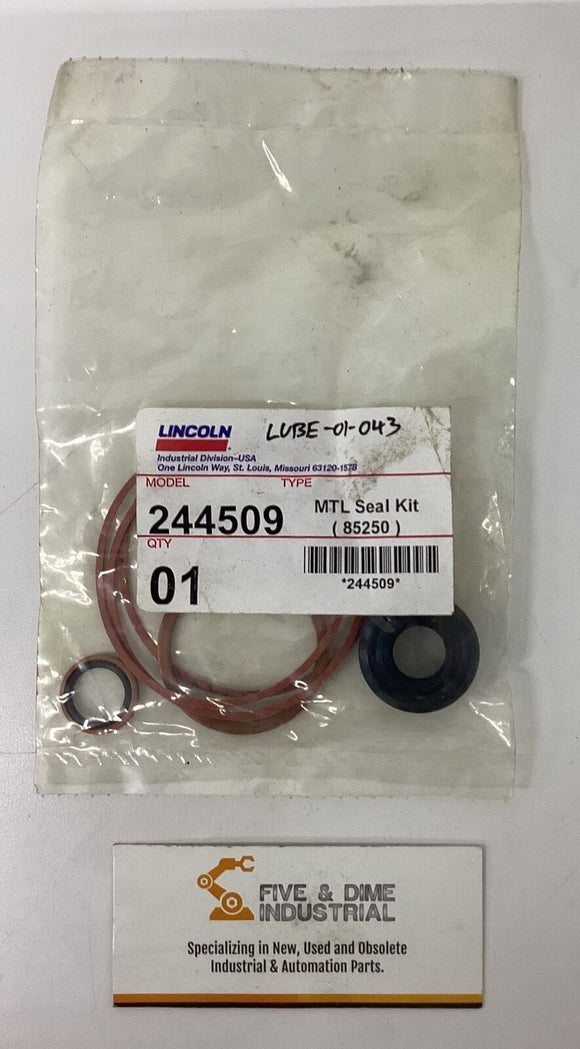 LINCOLN
LUBE-01-043
Industrial Division–USA
One Lincoln Way, St. Louis, Missouri 63120-1578
MODEL TYPE
244509 MTL Seal Kit
( 85250 )
QTY
01
*244509*
FIVE & DIME
INDUSTRIAL
Specializing in New, Used and Obsolete
Industrial & Automation Parts.